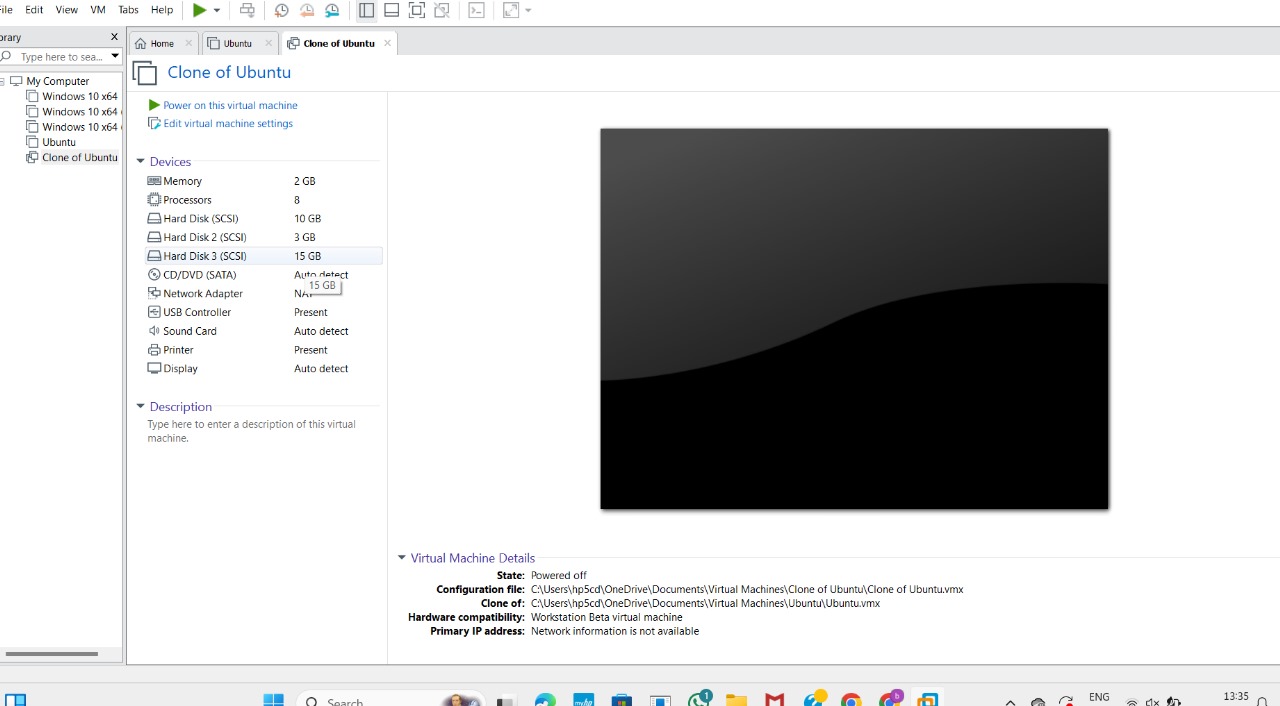 File Edit View VM Tabs Help
Library X
Type here to sea...
Home
Ubuntu
Clone of Ubuntu
My Computer
Windows 10 x64
Windows 10 x64
Windows 10 x64
Ubuntu
Clone of Ubuntu
Clone of Ubuntu
Power on this virtual machine
Edit virtual machine settings
Devices
Memory 2 GB
Processors 8
Hard Disk (SCSI) 10 GB
Hard Disk 2 (SCSI) 3 GB
Hard Disk 3 (SCSI) 15 GB
CD/DVD (SATA) Auto detect
15 GB
Network Adapter NAT
USB Controller Present
Sound Card Auto detect
Printer Present
Display Auto detect
Description
Type here to enter a description of this virtual
machine.
Virtual Machine Details
State: Powered off
Configuration file: C:\Users\hp5cd\OneDrive\Documents\Virtual Machines\Clone of Ubuntu\Clone of Ubuntu.vmx
Clone of: C:\Users\hp5cd\OneDrive\Documents\Virtual Machines\Ubuntu\Ubuntu.vmx
Hardware compatibility: Workstation Beta virtual machine
Primary IP address: Network information is not available
Search
myhp
1
b
ENG
13:35